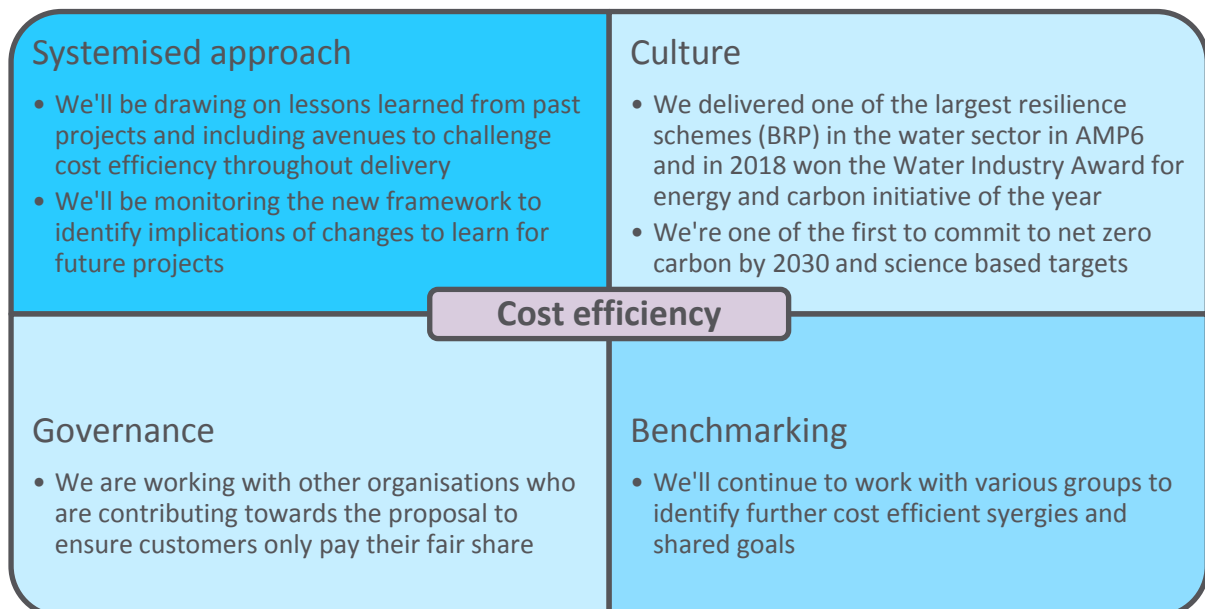 Systemised approach
• We'll be drawing on lessons learned from past
projects and including avenues to challenge
cost efficiency throughout delivery
• We'll be monitoring the new framework to
identify implications of changes to learn for
future projects
Culture
• We delivered one of the largest resilience
schemes (BRP) in the water sector in AMP6
and in 2018 won the Water Industry Award for
energy and carbon initiative of the year
• We're one of the first to commit to net zero
carbon by 2030 and science based targets
Cost efficiency
Governance
• We are working with other organisations who
are contributing towards the proposal to
ensure customers only pay their fair share
Benchmarking
• We'll continue to work with various groups to
identify further cost efficient syergies and
shared goals